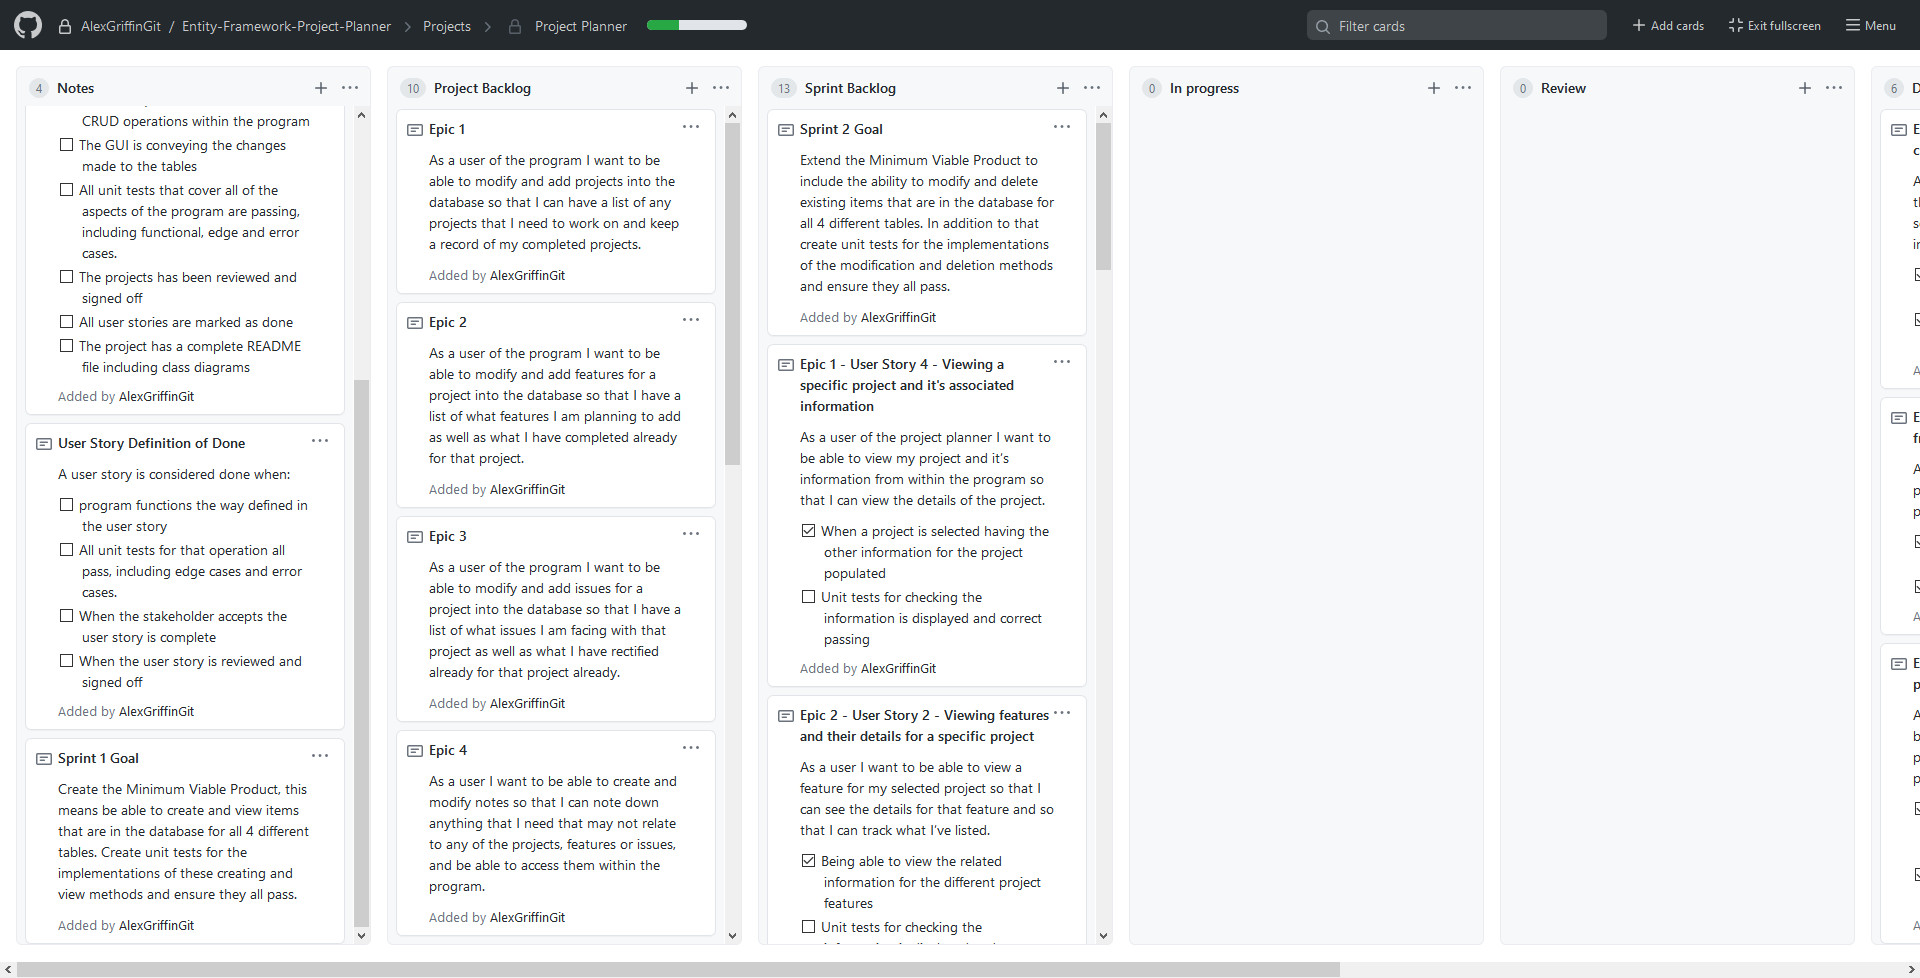 AlexGriffinGit / Entity-Framework-Project-Planner Projects Project Planner
Filter cards
Add cards
Exit fullscreen
Menu
4 Notes
CRUD operations within the program
The GUI is conveying the changes
made to the tables
All unit tests that cover all of the
aspects of the program are passing,
including functional, edge and error
cases.
The projects has been reviewed and
signed off
All user stories are marked as done
The project has a complete README
file including class diagrams
Added by AlexGriffinGit
User Story Definition of Done
A user story is considered done when:
program functions the way defined in
the user story
All unit tests for that operation all
pass, including edge cases and error
cases.
When the stakeholder accepts the
user story is complete
When the user story is reviewed and
signed off
Added by AlexGriffinGit
Sprint 1 Goal
Create the Minimum Viable Product, this
means be able to create and view items
that are in the database for all 4 different
tables. Create unit tests for the
implementations of these creating and
view methods and ensure they all pass.
Added by AlexGriffinGit
10 Project Backlog
Epic 1
As a user of the program I want to be
able to modify and add projects into the
database so that I can have a list of any
projects that I need to work on and keep
a record of my completed projects.
Added by AlexGriffinGit
Epic 2
As a user of the program I want to be
able to modify and add features for a
project into the database so that I have a
list of what features I am planning to add
as well as what I have completed already
for that project.
Added by AlexGriffinGit
Epic 3
As a user of the program I want to be
able to modify and add issues for a
project into the database so that I have a
list of what issues I am facing with that
project as well as what I have rectified
already for that project already.
Added by AlexGriffinGit
Epic 4
As a user I want to be able to create and
modify notes so that I can note down
anything that I need that may not relate
to any of the projects, features or issues,
and be able to access them within the
program.
Added by AlexGriffinGit
13 Sprint Backlog
Sprint 2 Goal
Extend the Minimum Viable Product to
include the ability to modify and delete
existing items that are in the database for
all 4 different tables. In addition to that
create unit tests for the implementations
of the modification and deletion methods
and ensure they all pass.
Added by AlexGriffinGit
Epic 1 - User Story 4 - Viewing a
specific project and it's associated
information
As a user of the project planner I want to
be able to view my project and it's
information from within the program so
that I can view the details of the project.
When a project is selected having the
other information for the project
populated
Unit tests for checking the
information is displayed and correct
passing
Added by AlexGriffinGit
Epic 2 - User Story 2 - Viewing features
and their details for a specific project
As a user I want to be able to view a
feature for my selected project so that I
can see the details for that feature and so
that I can track what I've listed.
Being able to view the related
information for the different project
features
Unit tests for checking the
0 In progress
0 Review
6